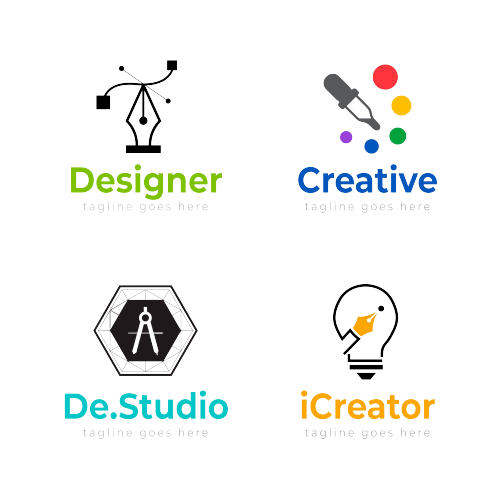 Designer
tagline goes here
Creative
tagline goes here
De.Studio
tagline goes here
iCreator
tagline goes here